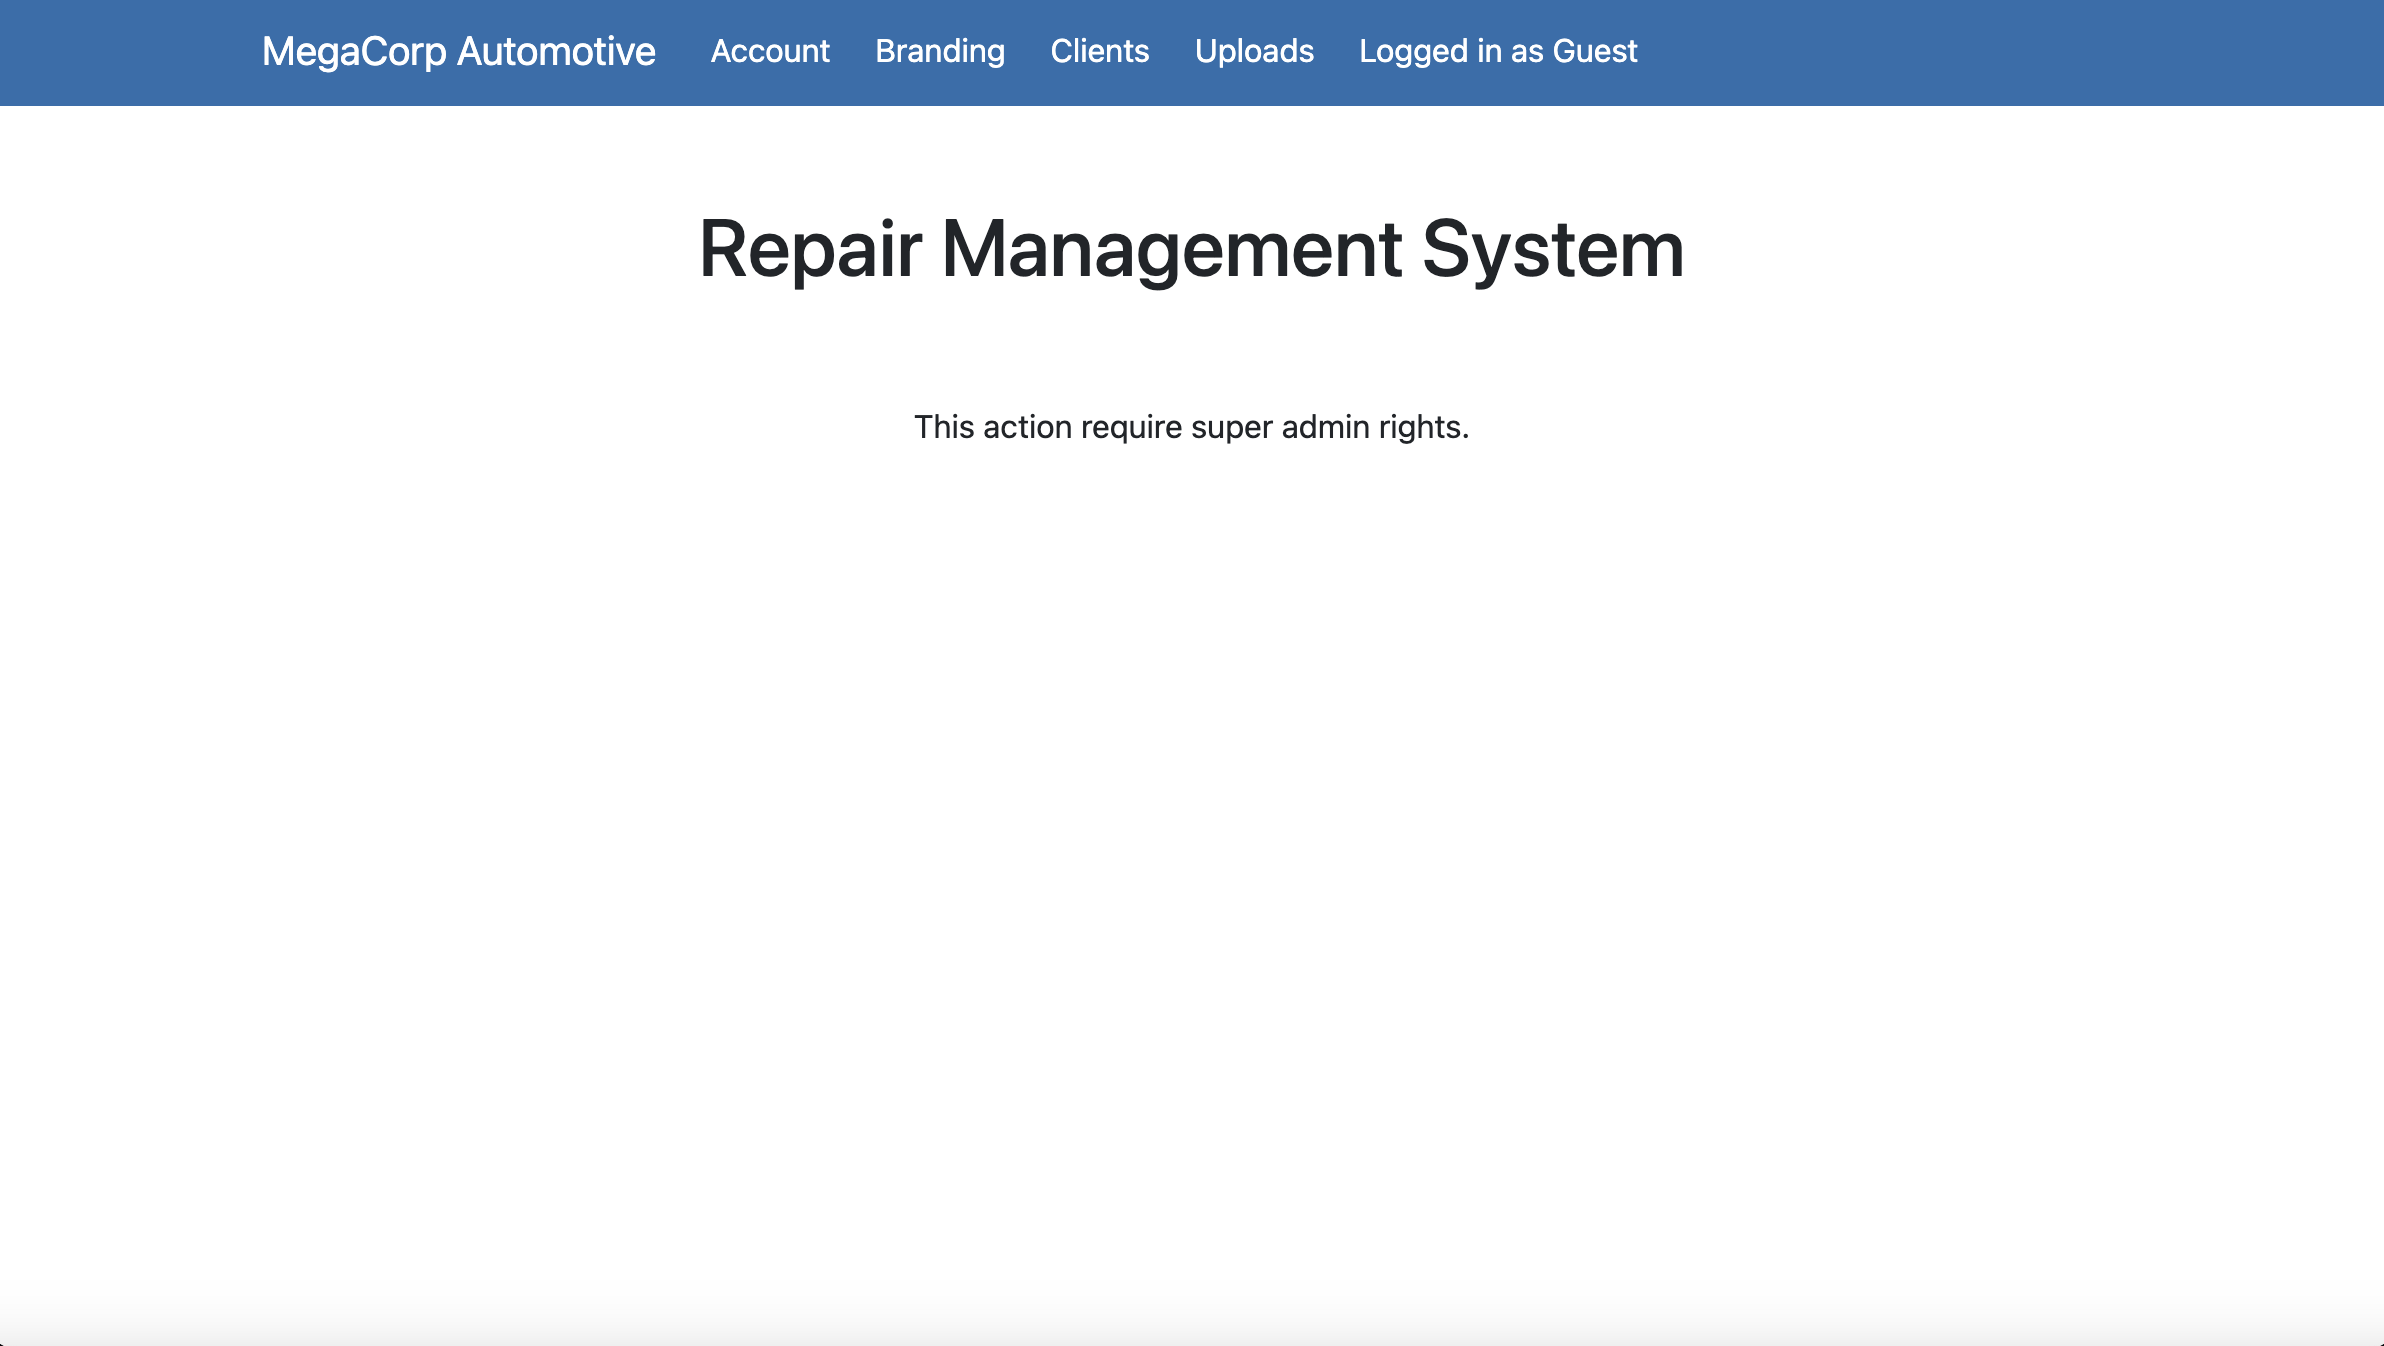 MegaCorp Automotive Account Branding Clients Uploads Logged in as Guest
Repair Management System
This action require super admin rights.